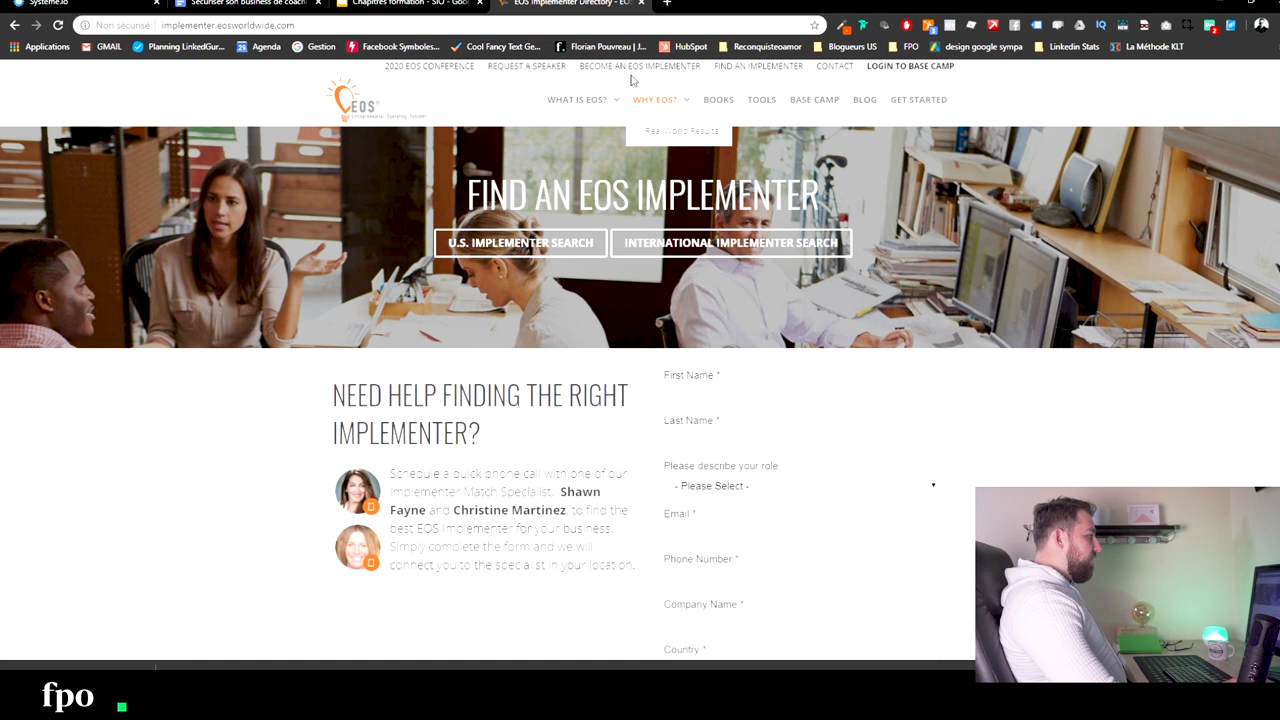 Systeme.io
Sécuriser son business de coach
Chapitres formation - SIO - Goo
EOS Implementer Directory - EOS
Non sécurisé | implementer.eosworldwide.com
Applications GMAIL Planning LinkedGur... Agenda Gestion Facebook Symboles... Cool Fancy Text Ge... Florian Pouvreau | J... HubSpot Reconquisteoamor Blogueurs US FPO design google sympa Linkedin Stats La Méthode KLT
2020 EOS CONFERENCE REQUEST A SPEAKER BECOME AN EOS IMPLEMENTER FIND AN IMPLEMENTER CONTACT LOGIN TO BASE CAMP
EOS
Entrepreneurial Operating System
WHAT IS EOS? WHY EOS? BOOKS TOOLS BASE CAMP BLOG GET STARTED
Real World Results
FIND AN EOS IMPLEMENTER
U.S. IMPLEMENTER SEARCH INTERNATIONAL IMPLEMENTER SEARCH
NEED HELP FINDING THE RIGHT
IMPLEMENTER?
Schedule a quick phone call with one of our
Implementer Match Specialist. Shawn
Fayne and Christine Martinez, to find the
best EOS Implementer for your business.
Simply complete the form and we will
connect you to the specialist in your location.
First Name *
Last Name *
Please describe your role
- Please Select -
Email *
Phone Number *
Company Name *
Country *
fpo